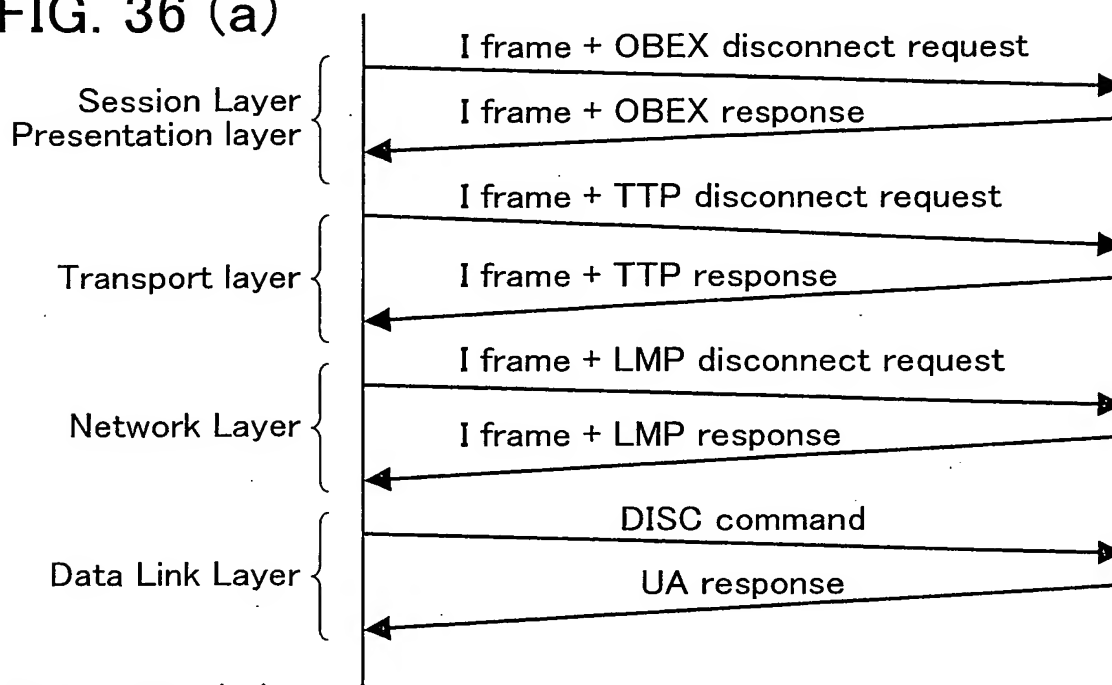 FIG. 36 (a)
I frame + OBEX disconnect request
Session Layer
Presentation layer
I frame + OBEX response
I frame + TTP disconnect request
Transport layer
I frame + TTP response
I frame + LMP disconnect request
Network Layer
I frame + LMP response
DISC command
Data Link Layer
UA response